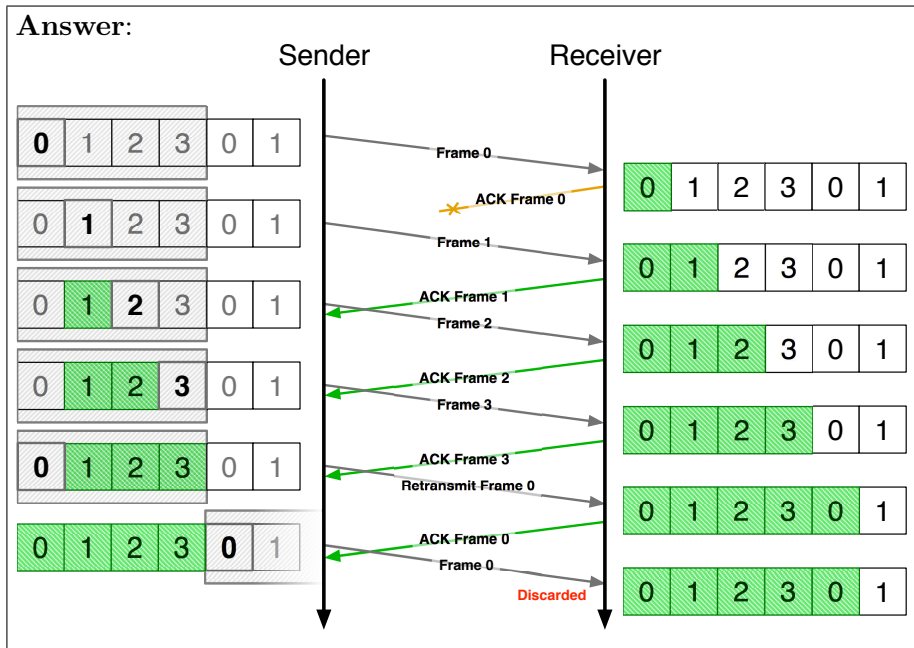 Answer:
Sender Receiver
0 1 2 3 0 1
Frame 0
0 1 2 3 0 1
ACK Frame 0
0 1 2 3 0 1
Frame 1
0 1 2 3 0 1
ACK Frame 1
0 1 2 3 0 1
Frame 2
0 1 2 3 0 1
ACK Frame 2
0 1 2 3 0 1
Frame 3
0 1 2 3 0 1
ACK Frame 3
0 1 2 3 0 1
Retransmit Frame 0
0 1 2 3 0 1
ACK Frame 0
0 1 2 3 0 1
Frame 0
Discarded
0 1 2 3 0 1